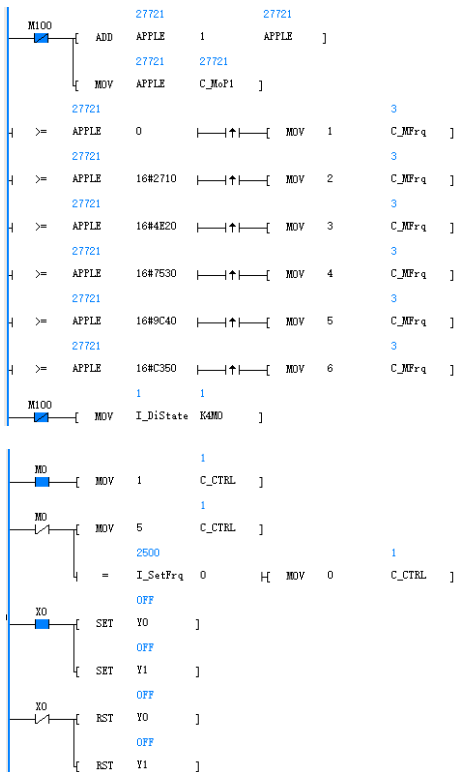 27721 27721
M100
[ ADD APPLE 1 APPLE ]
27721 27721
[ MOV APPLE C_MoP1 ]
27721 3
>= APPLE 0 [ MOV 1 C_MFrq ]
27721 3
>= APPLE 16#2710 [ MOV 2 C_MFrq ]
27721 3
>= APPLE 16#4E20 [ MOV 3 C_MFrq ]
27721 3
>= APPLE 16#7530 [ MOV 4 C_MFrq ]
27721 3
>= APPLE 16#9C40 [ MOV 5 C_MFrq ]
27721 3
>= APPLE 16#C350 [ MOV 6 C_MFrq ]
1 1
M100
[ MOV I_DiState K4M0 ]
1
M0
[ MOV 1 C_CTRL ]
1
M0
[ MOV 5 C_CTRL ]
2500 1
= I_SetFrq 0 [ MOV 0 C_CTRL ]
OFF
X0
[ SET Y0 ]
OFF
[ SET Y1 ]
OFF
X0
[ RST Y0 ]
OFF
[ RST Y1 ]